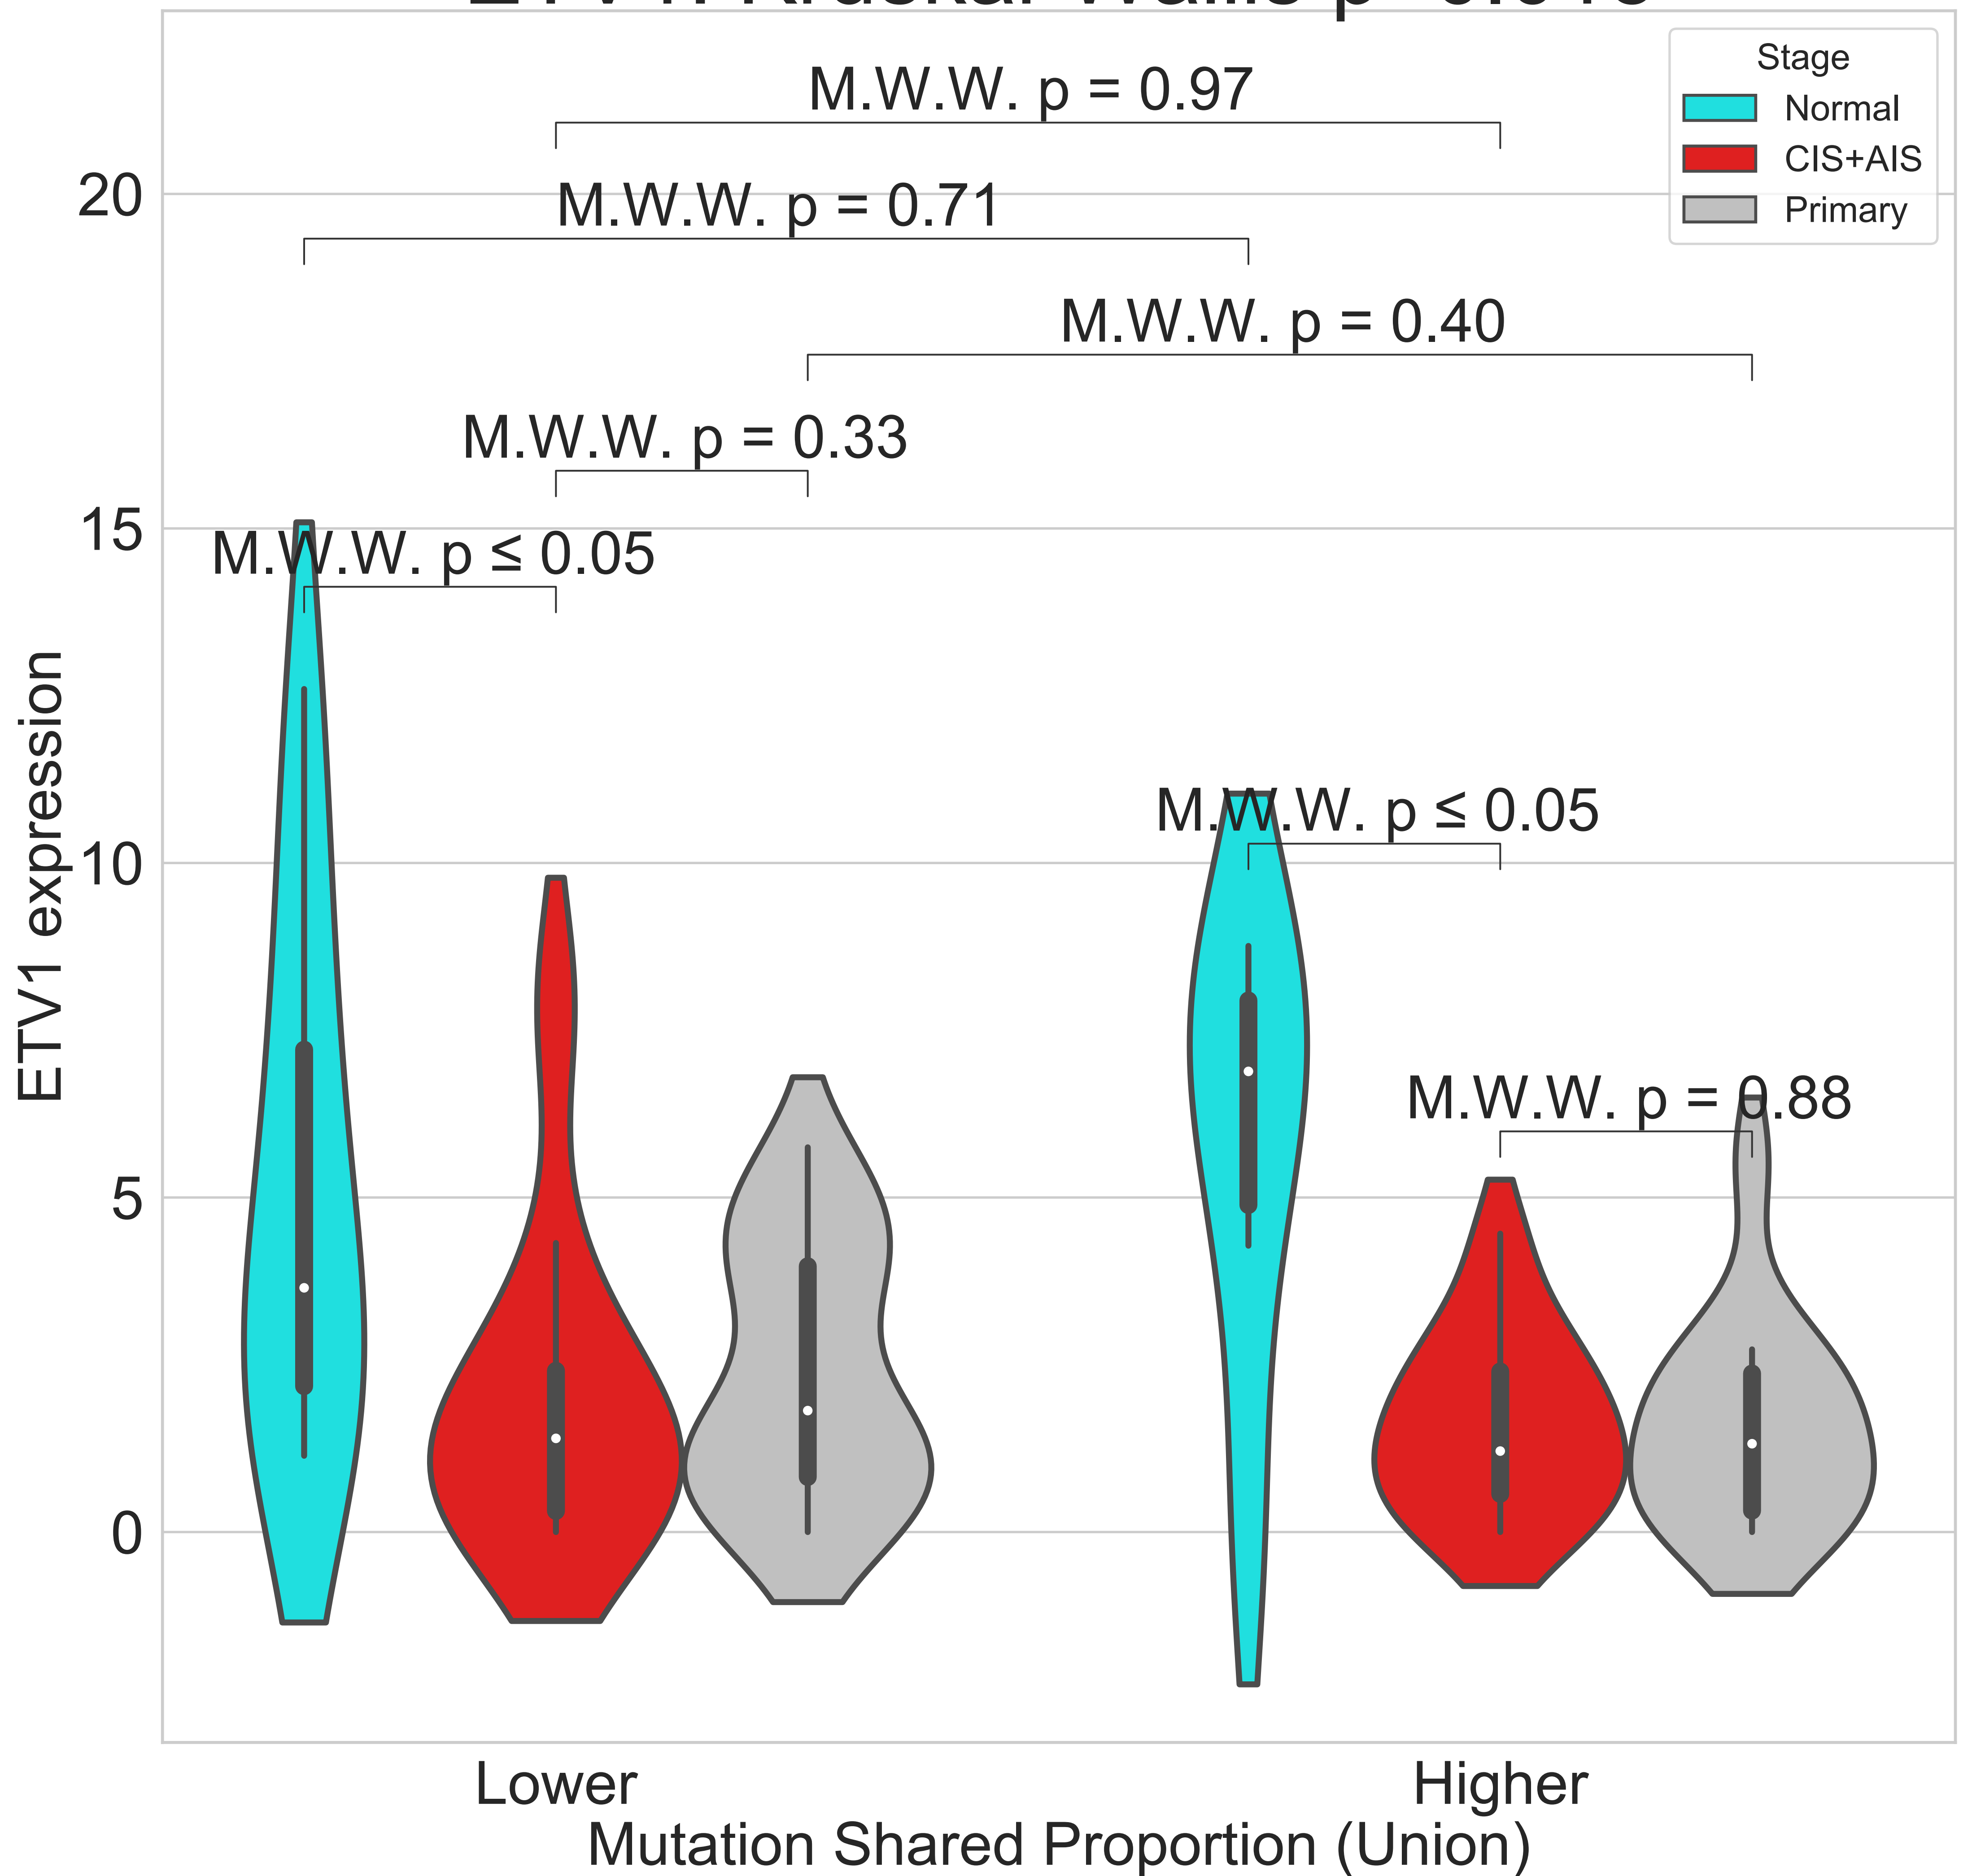 Stage
Normal
CIS+AIS
Primary
M.W.W. p = 0.97
M.W.W. p = 0.71
M.W.W. p = 0.40
M.W.W. p = 0.33
M.W.W. p ≤ 0.05
M.W.W. p ≤ 0.05
M.W.W. p = 0.88
20
15
10
5
0
ETV1 expression
Lower
Higher
Mutation Shared Proportion (Union)